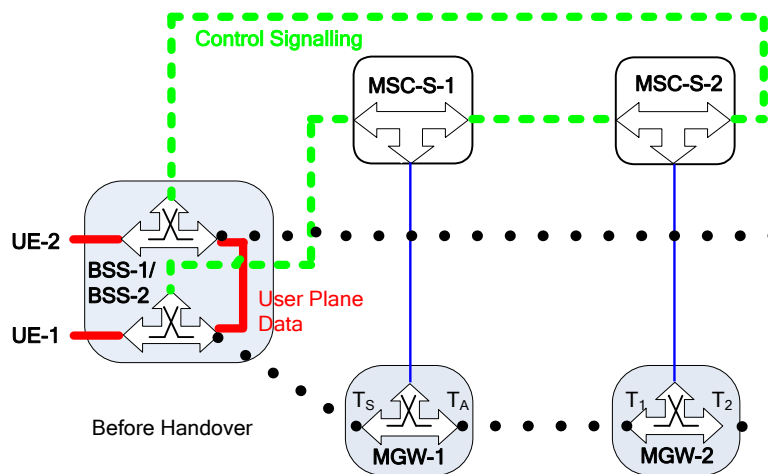 Control Signalling
MSC-S-1
MSC-S-2
UE-2
BSS-1/
BSS-2
User Plane
Data
UE-1
TS
TA
T1
T2
Before Handover
MGW-1
MGW-2